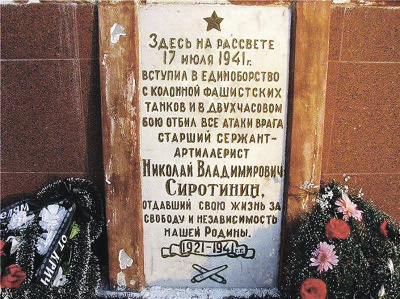 Здесь на рассвете
17 июля 1941г.
вступил в единоборство
с колонной фашистских
танков и в двухчасовом
бою отбил все атаки врага
старший сержант-
артиллерист
Николай Владимирович
Сиротинин,
отдавший свою жизнь за
свободу и независимость
нашей Родины.
1921-1941гг.